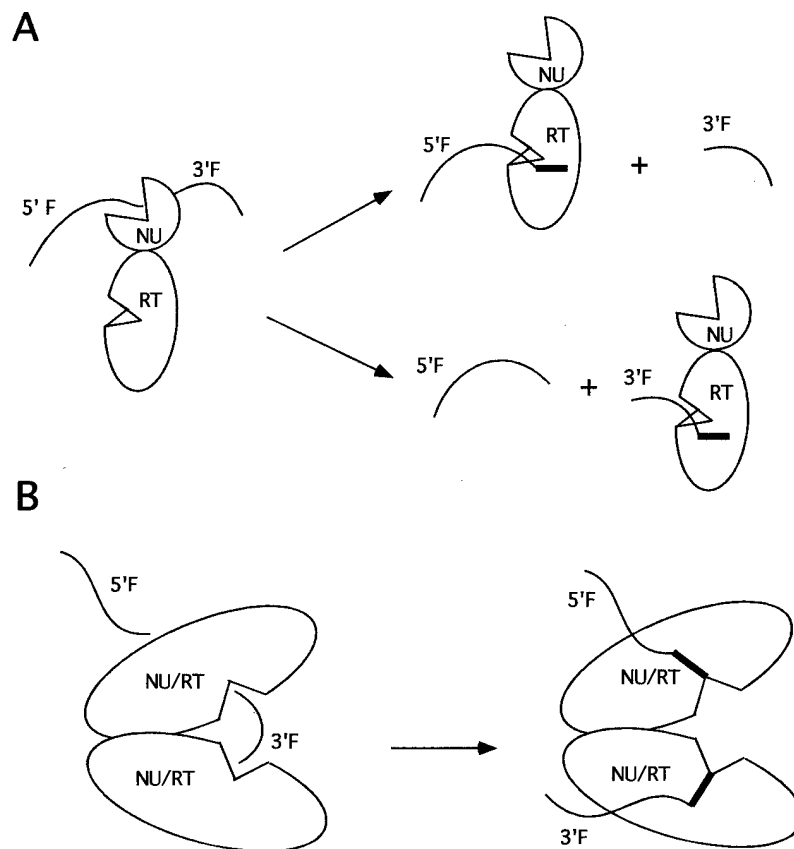 A
NU
5'F
RT
3'F
+
5' F
3'F
NU
RT
NU
5'F
+
3'F
RT
B
5'F
NU/RT
3'F
NU/RT
5'F
NU/RT
NU/RT
3'F